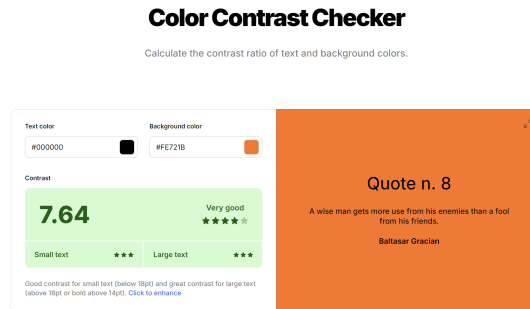 Color Contrast Checker
Calculate the contrast ratio of text and background colors.
Text color
Background color
#000000
#FE721B
Contrast
7.64
Very good
Small text
Large text
Good contrast for small text (below 18pt) and great contrast for large text
(above 18pt or bold above 14pt). Click to enhance
Quote n. 8
A wise man gets more use from his enemies than a fool
from his friends.
Baltasar Gracian